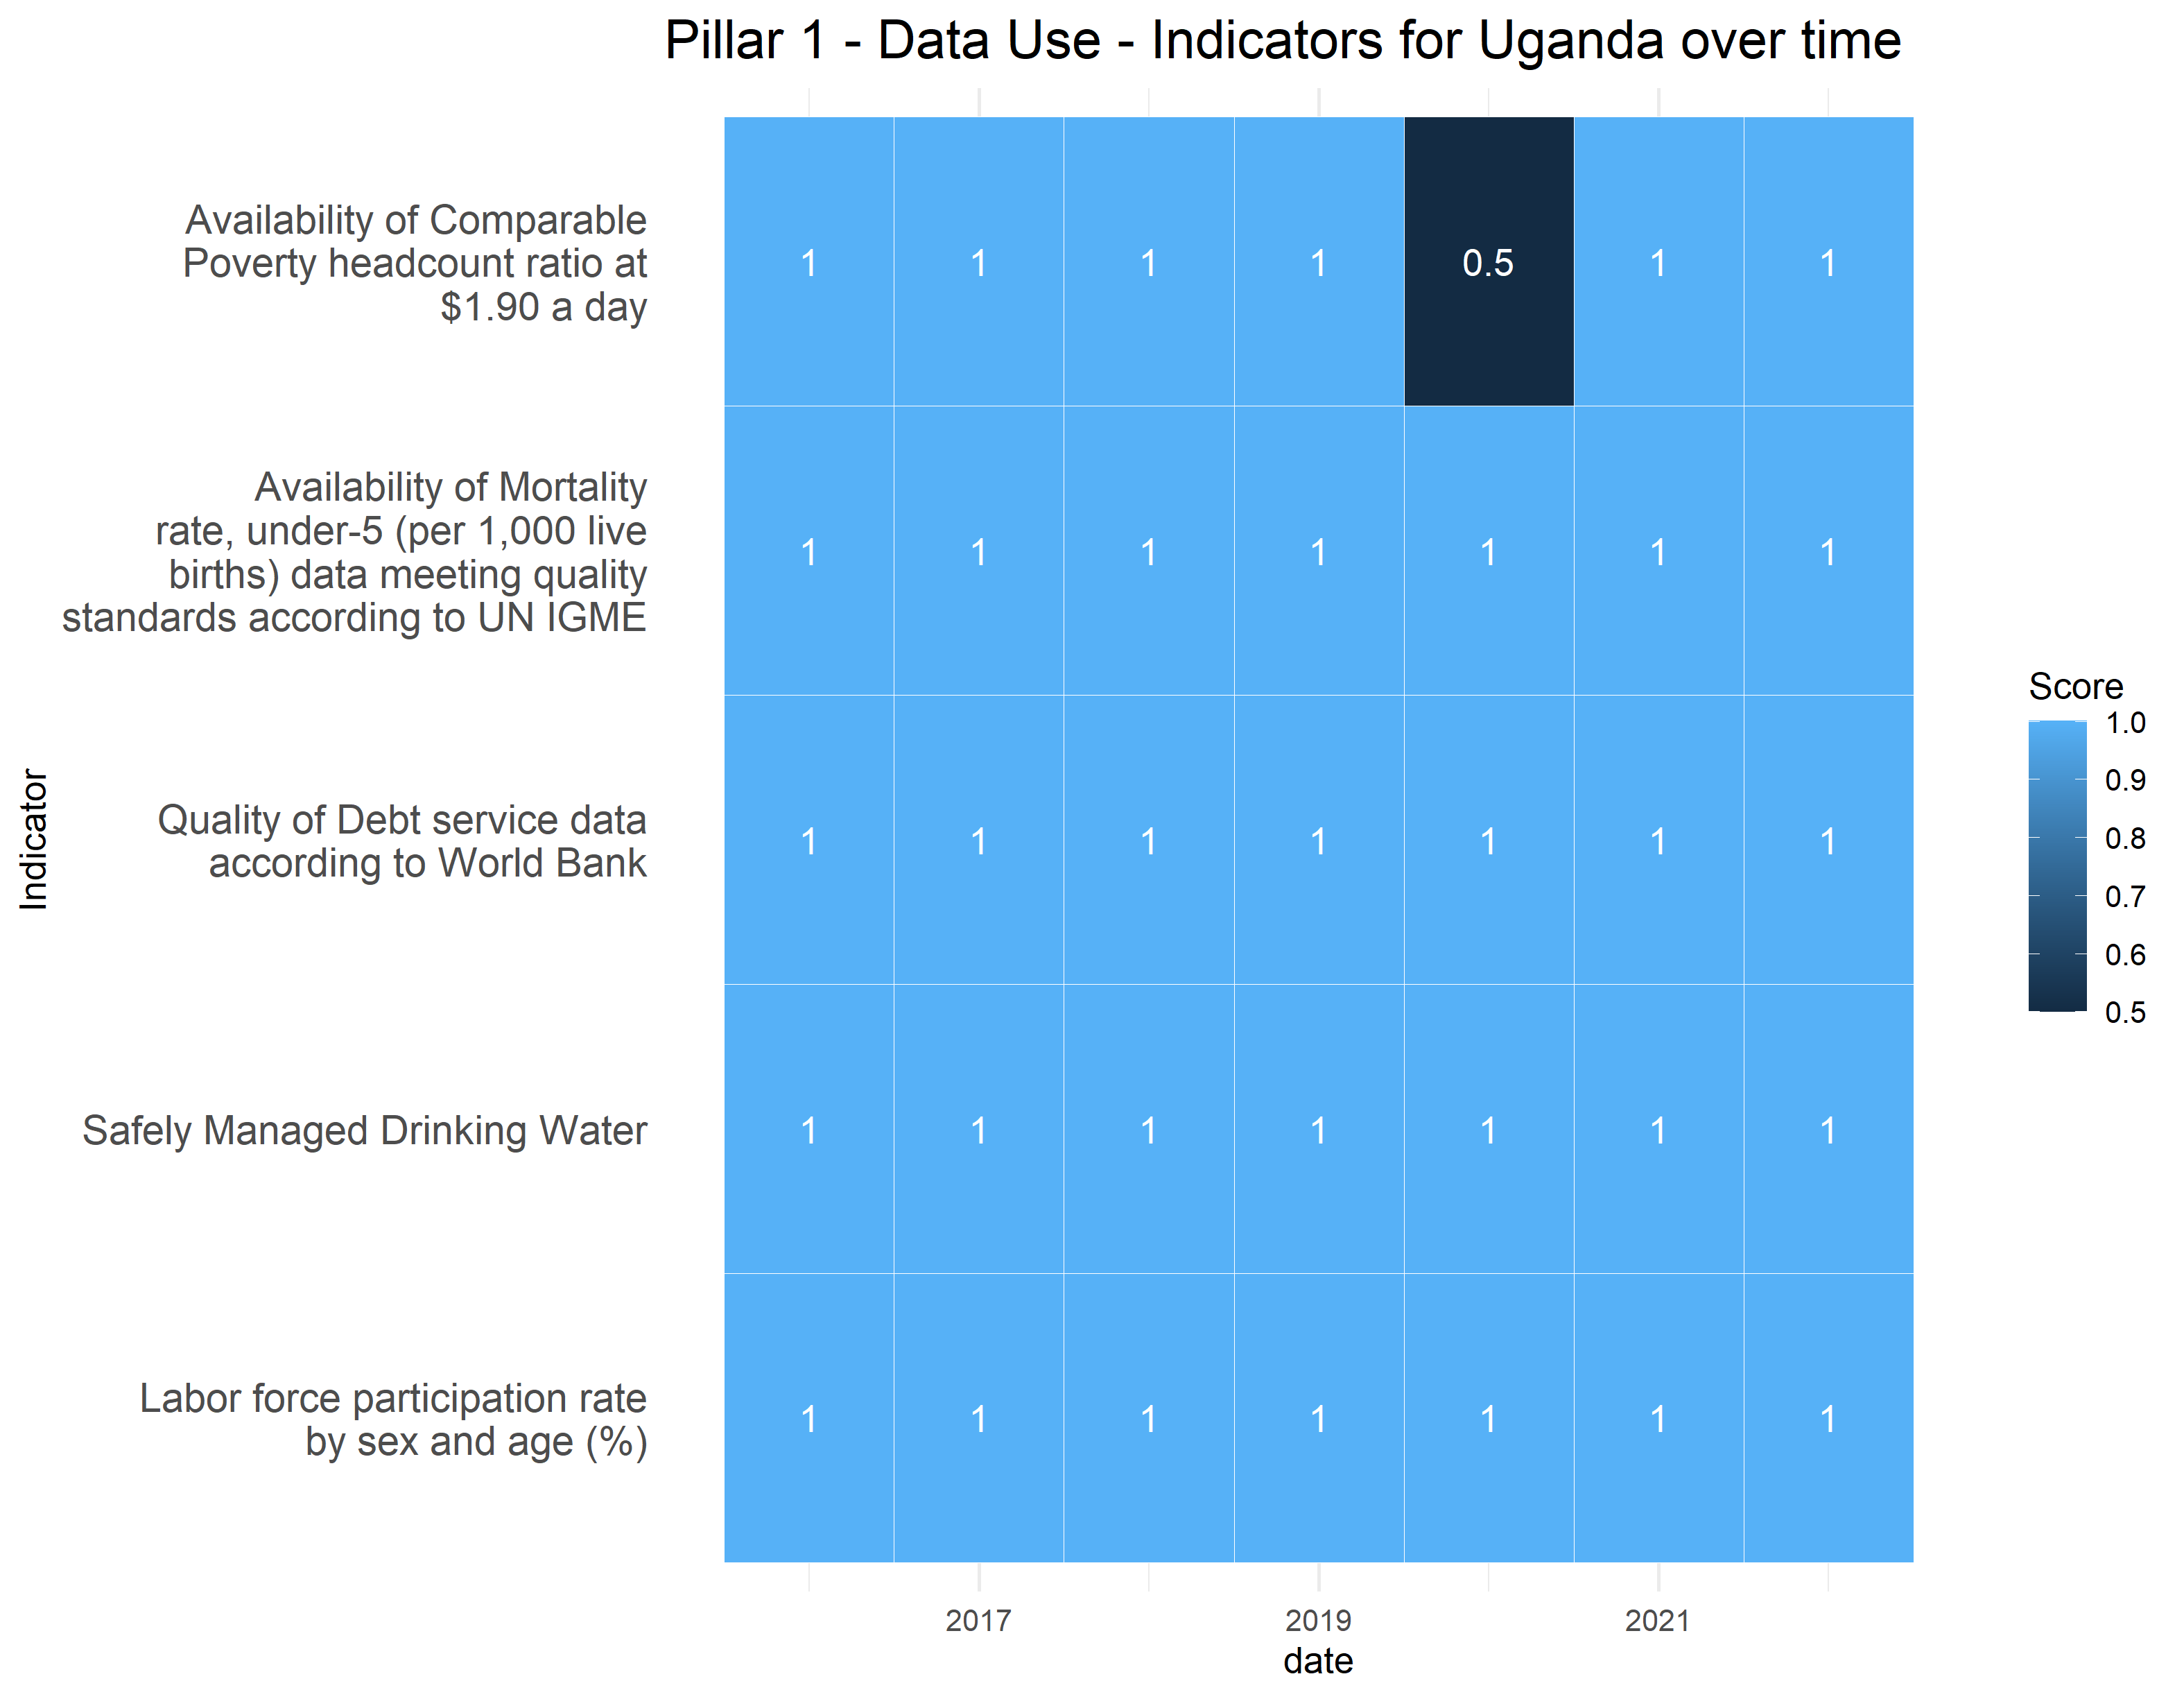 Pillar 1 - Data Use - Indicators for Uganda over time
Indicator
Availability of Comparable
Poverty headcount ratio at
$1.90 a day
1 1 1 1 0.5 1 1
Availability of Mortality
rate, under-5 (per 1,000 live
births) data meeting quality
standards according to UN IGME
1 1 1 1 1 1 1
Quality of Debt service data
according to World Bank
1 1 1 1 1 1 1
Safely Managed Drinking Water
1 1 1 1 1 1 1
Labor force participation rate
by sex and age (%)
1 1 1 1 1 1 1
2017 2019 2021
date
Score
1.0
0.9
0.8
0.7
0.6
0.5